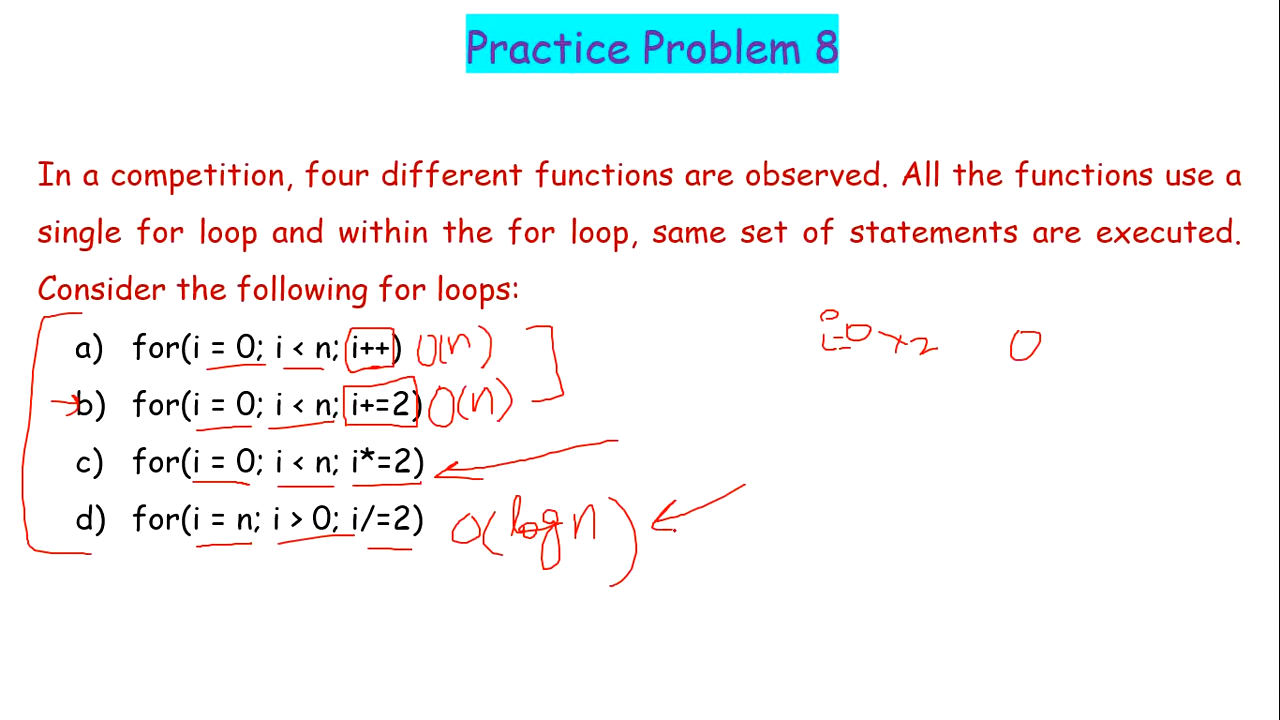 Practice Problem 8
In a competition, four different functions are observed. All the functions use a
single for loop and within the for loop, same set of statements are executed.
Consider the following for loops:
a) for(i = 0; i < n; i++) O(n)
b) for(i = 0; i < n; i+=2) O(n)
c) for(i = 0; i < n; i*=2)
d) for(i = n; i > 0; i/=2) O(log n)
i=0 x2 0